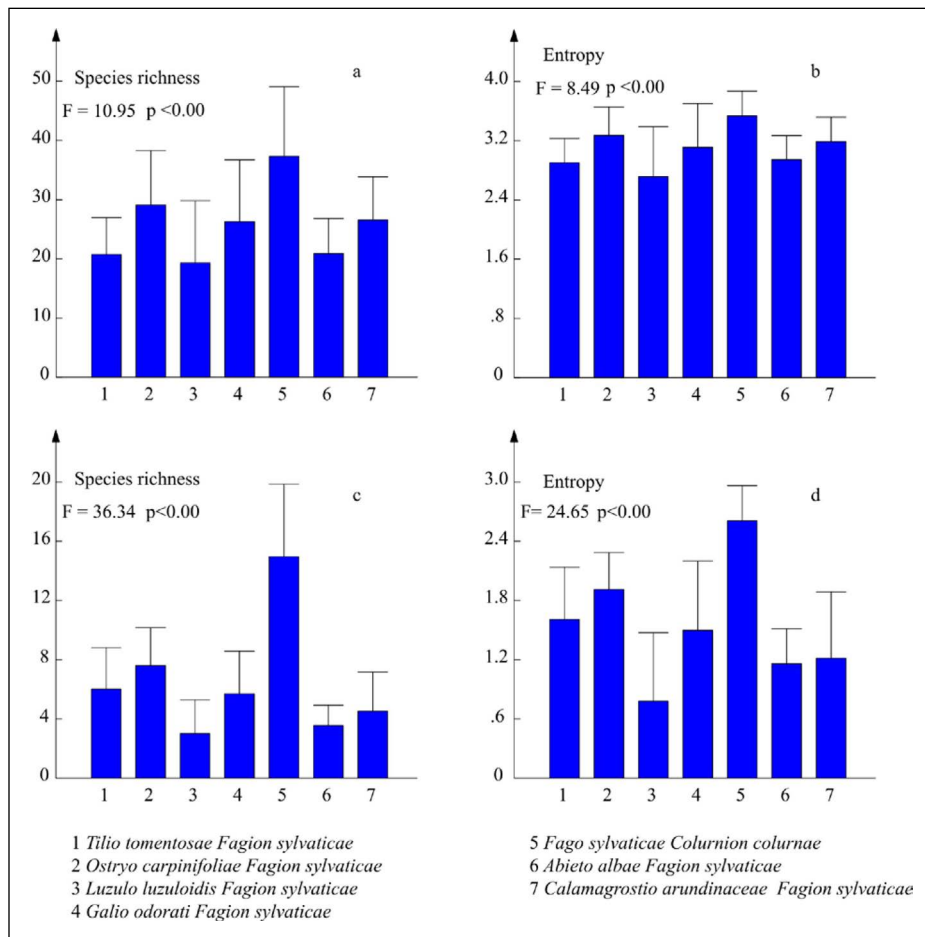 Species richness
a
F = 10.95 p <0.00
50
40
30
20
10
0
1 2 3 4 5 6 7
Entropy
b
F = 8.49 p <0.00
4.0
3.2
2.4
1.6
.8
0
1 2 3 4 5 6 7
Species richness
c
F = 36.34 p<0.00
20
16
12
8
4
0
1 2 3 4 5 6 7
Entropy
d
F= 24.65 p<0.00
3.0
2.4
1.8
1.2
.6
0
1 2 3 4 5 6 7
1 Tilio tomentosae Fagion sylvaticae
2 Ostryo carpinifoliae Fagion sylvaticae
3 Luzulo luzuloidis Fagion sylvaticae
4 Galio odorati Fagion sylvaticae
5 Fago sylvaticae Colurnion colurnae
6 Abieto albae Fagion sylvaticae
7 Calamagrostio arundinaceae Fagion sylvaticae